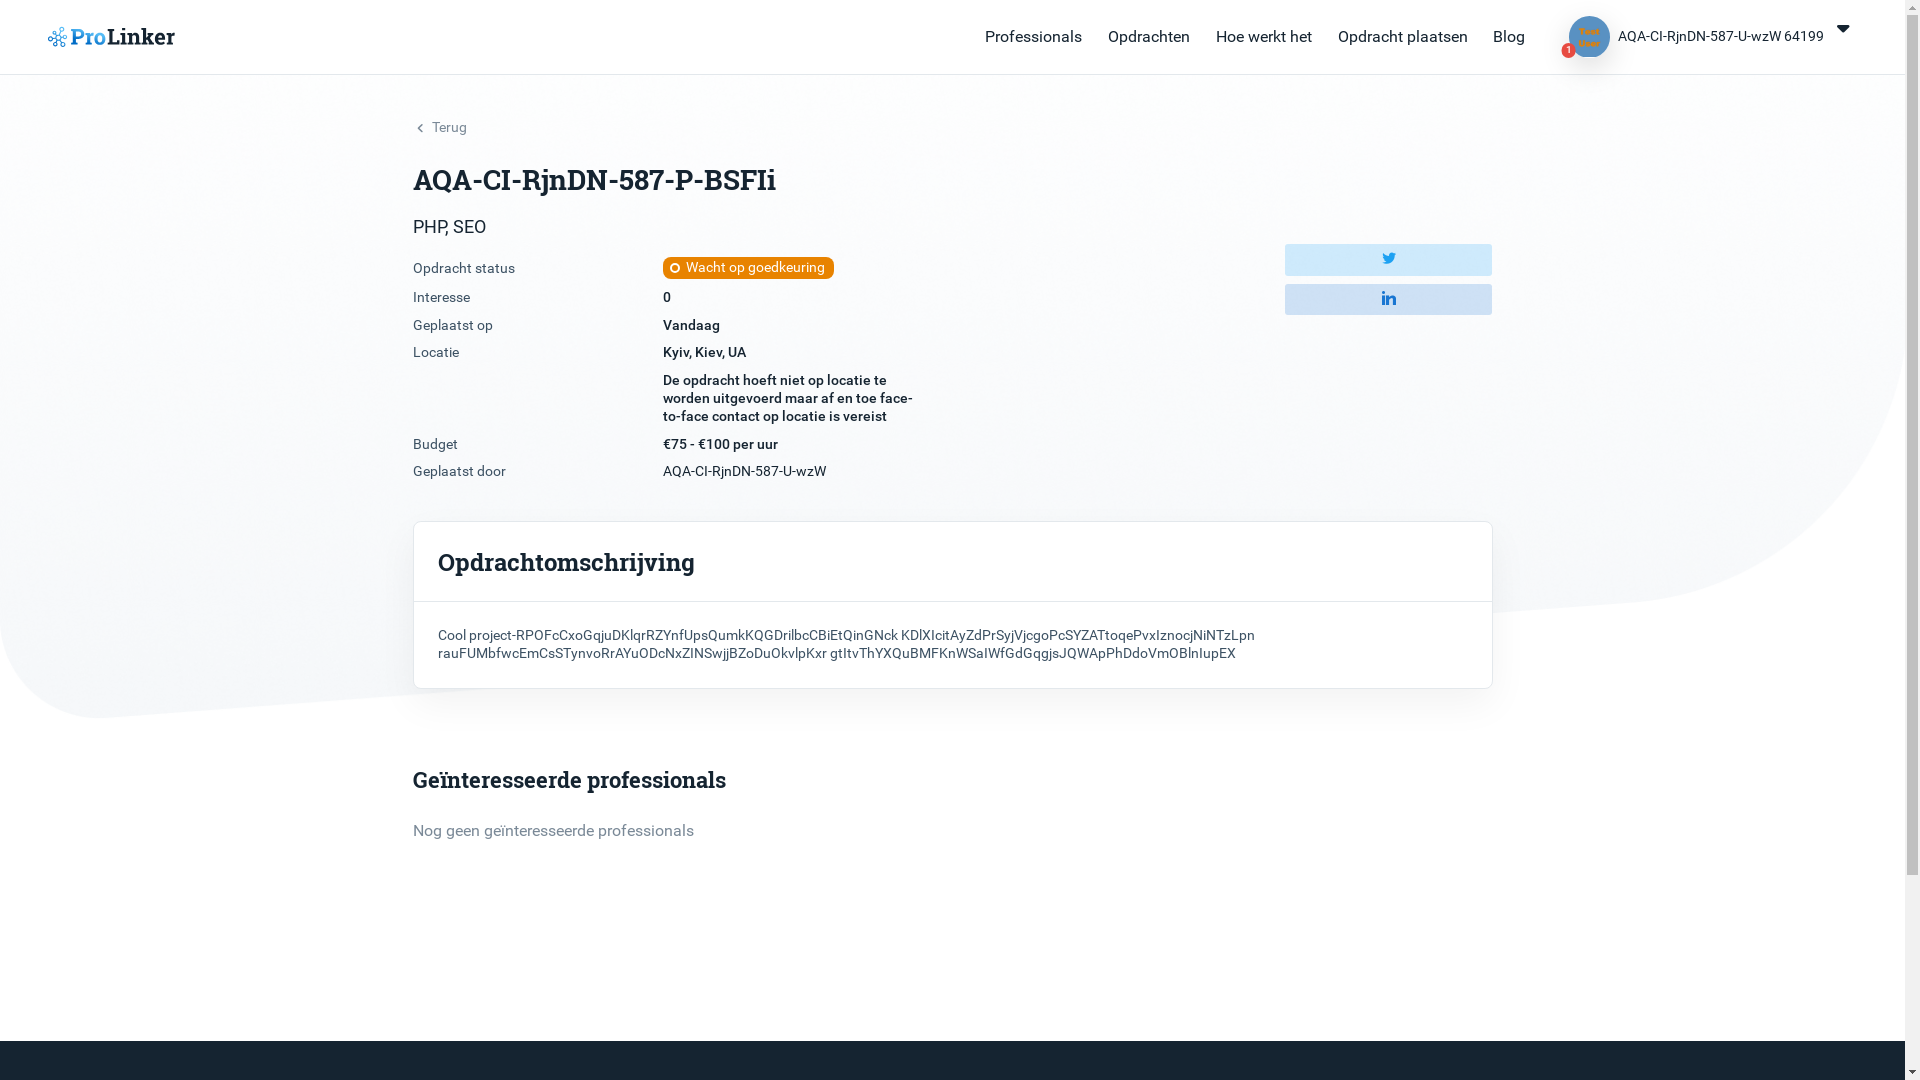 ProLinker
Professionals
Opdrachten
Hoe werkt het
Opdracht plaatsen
Blog
Test
User
1
AQA-CI-RjnDN-587-U-wzW 64199
Terug
AQA-CI-RjnDN-587-P-BSFIi
PHP, SEO
Opdracht status
Wacht op goedkeuring
Interesse
0
Geplaatst op
Vandaag
Locatie
Kyiv, Kiev, UA
De opdracht hoeft niet op locatie te
worden uitgevoerd maar af en toe face-
to-face contact op locatie is vereist
Budget
€75 - €100 per uur
Geplaatst door
AQA-CI-RjnDN-587-U-wzW
in
Opdrachtomschrijving
Cool project-RPOFcCxoGqjuDKlqrRZYnfUpsQumkKQGDrilbcCBiEtQinGNck KDlXIcitAyZdPrSyjVjcgoPcSYZATtoqePvxIznocjNiNTzLpn
rauFUMbfwcEmCsSTynvoRrAYuODcNxZINSwjjBZoDuOkvlpKxr gtItvThYXQuBMFKnWSaIWfGdGqgjsJQWApPhDdoVmOBlnIupEX
Geïnteresseerde professionals
Nog geen geïnteresseerde professionals